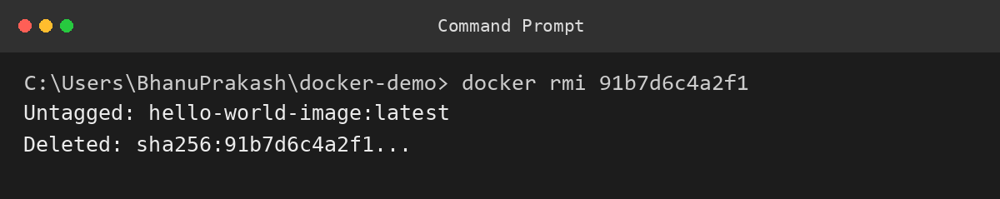 Command Prompt
C:\Users\BhanuPrakash\docker-demo> docker rmi 91b7d6c4a2f1
Untagged: hello-world-image:latest
Deleted: sha256:91b7d6c4a2f1...